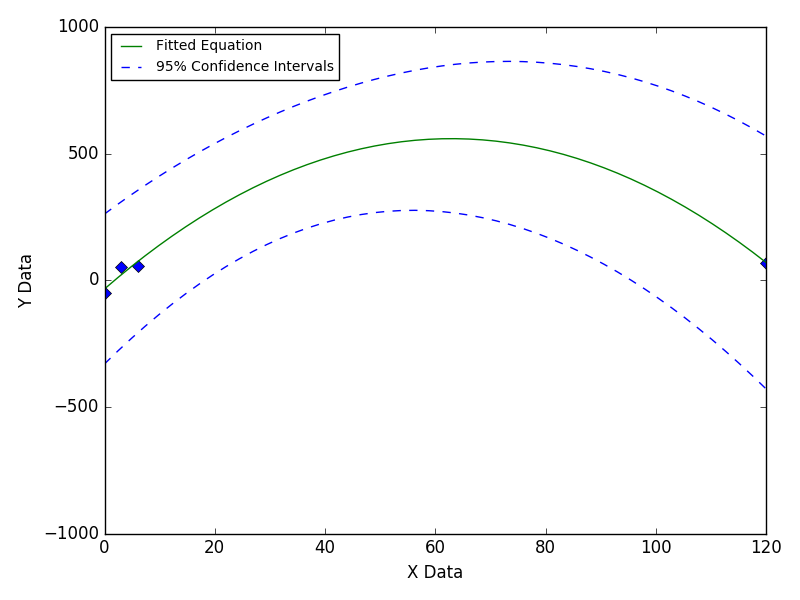 Fitted Equation
95% Confidence Intervals
1000
500
0
−500
−1000
Y Data
0 20 40 60 80 100 120
X Data